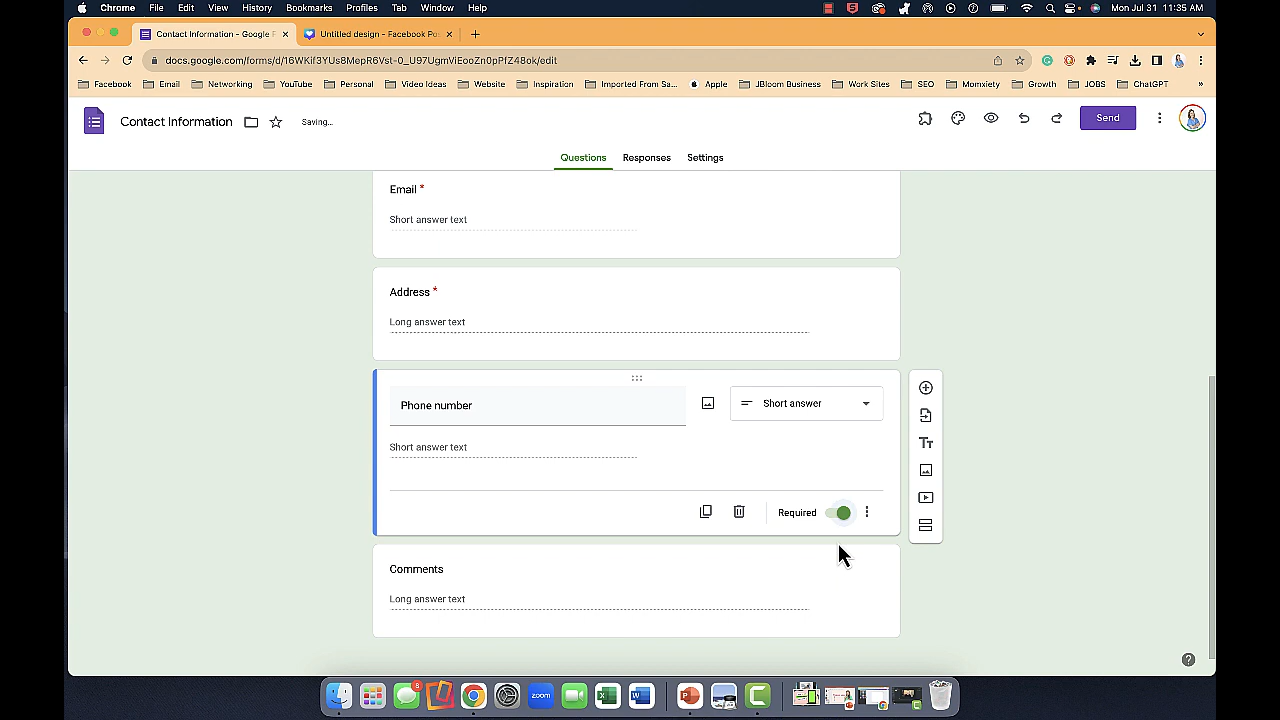 Chrome File Edit View History Bookmarks Profiles Tab Window Help Mon Jul 31 11:35 AM
Contact Information - Google F Untitled design - Facebook Po
docs.google.com/forms/d/16WKif3YUs8MepR6Vst-0_U97UgmViEooZn0pPfZ48ok/edit
Facebook Email Networking YouTube Personal Video Ideas Website Inspiration Imported From Sa... Apple JBloom Business Work Sites SEO Momxiety Growth JOBS ChatGPT »
Contact Information Saving... Send
Questions Responses Settings
Email *
Short answer text
Address *
Long answer text
Phone number Short answer
Short answer text
Required
Comments
Long answer text